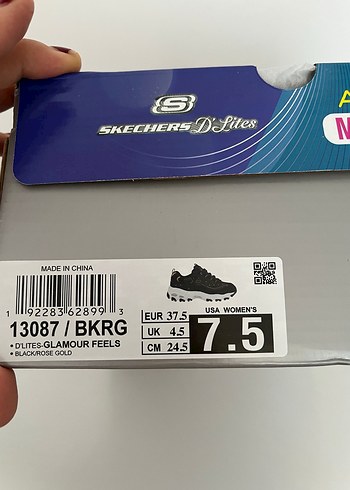 S
SKECHERS D'Lites
A
MADE IN CHINA
1 92283 62899 3
13087 / BKRG
• D'LITES-GLAMOUR FEELS
• BLACK/ROSE GOLD
EUR 37.5
UK 4.5
CM 24.5
USA WOMEN'S
7.5